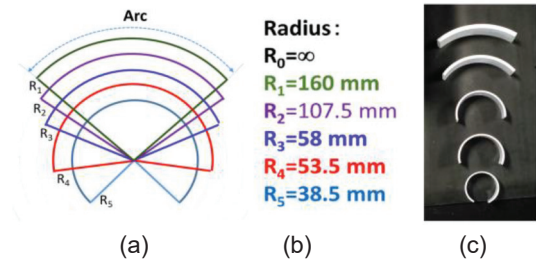 Arc
R1
R2
R3
R4
R5
Radius:
R0=∞
R1=160 mm
R2=107.5 mm
R3=58 mm
R4=53.5 mm
R5=38.5 mm
(a)
(b)
(c)